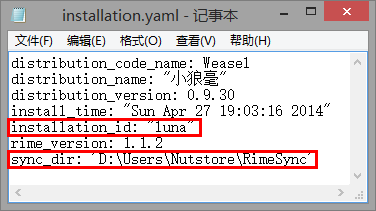 installation.yaml - 记事本
文件(F) 编辑(E) 格式(O) 查看(V) 帮助(H)
distribution_code_name: Weasel
distribution_name: "小狼毫"
distribution_version: 0.9.30
install_time: "Sun Apr 27 19:03:16 2014"
installation_id: "luna"
rime_version: 1.1.2
sync_dir: 'D:\Users\Nutstore\RimeSync'